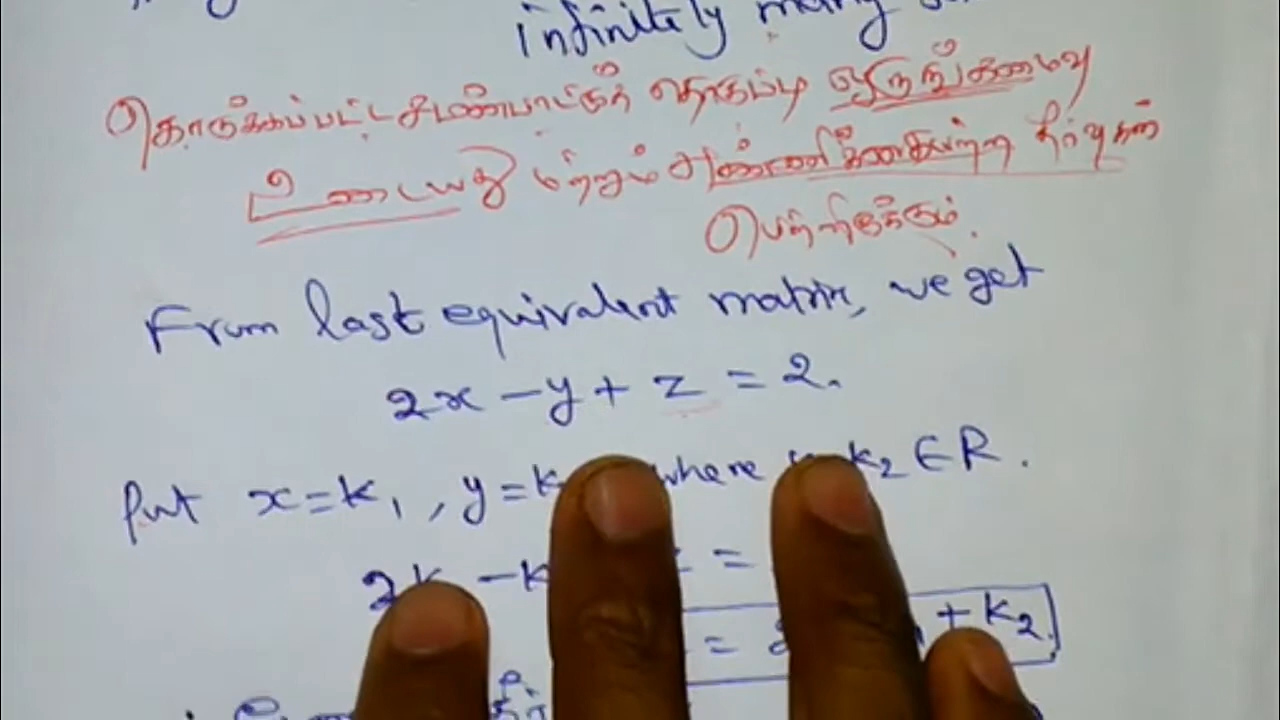 infinitely many
கொடுக்கப்பட்ட சமன்பாட்டுத் தொகுப்பு ஒருங்கமைவு
உடையது மற்றும் எண்ணிக்கையற்ற தீர்வுகள்
பெற்றிருக்கும்.
From last equivalent matrix, we get
2x - y + z = 2.
Put x=k₁, y=k where k₂ ∈ R.
2k - k =
= + k₂.